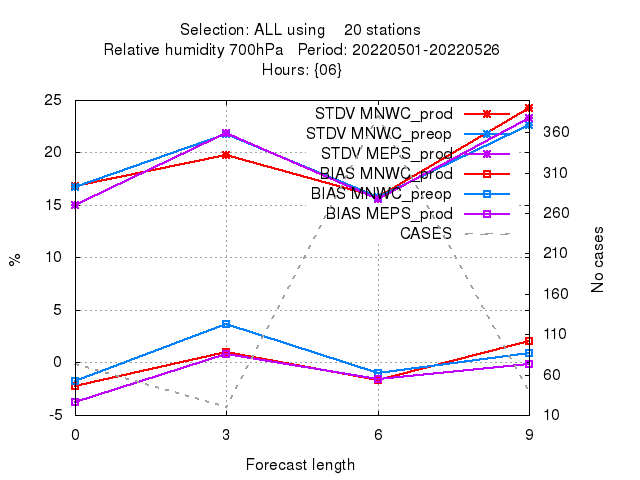 Selection: ALL using 20 stations
Relative humidity 700hPa Period: 20220501-20220526
Hours: {06}
STDV MNWC_prod
STDV MNWC_preop
STDV MEPS_prod
BIAS MNWC_prod
BIAS MNWC_preop
BIAS MEPS_prod
CASES
25
20
15
10
5
0
-5
%
360
310
260
210
160
110
60
10
No cases
0 3 6 9
Forecast length